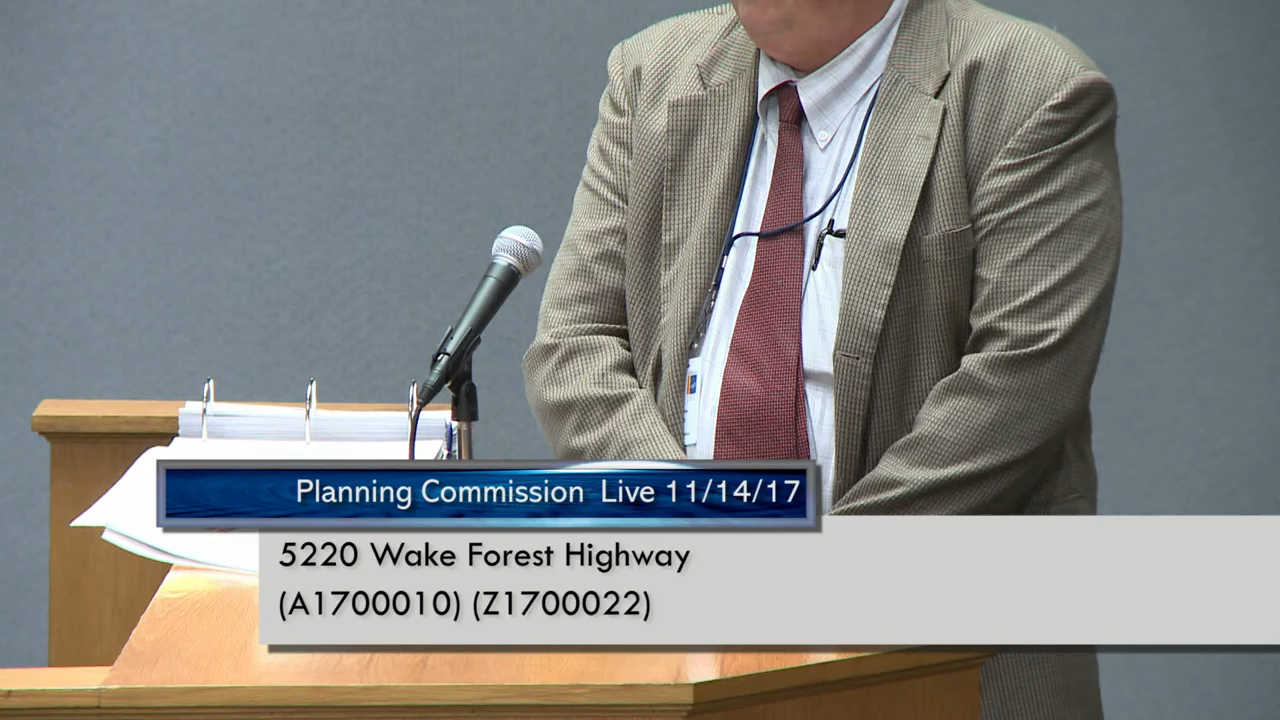 Planning Commission Live 11/14/17
5220 Wake Forest Highway
(A1700010) (Z1700022)